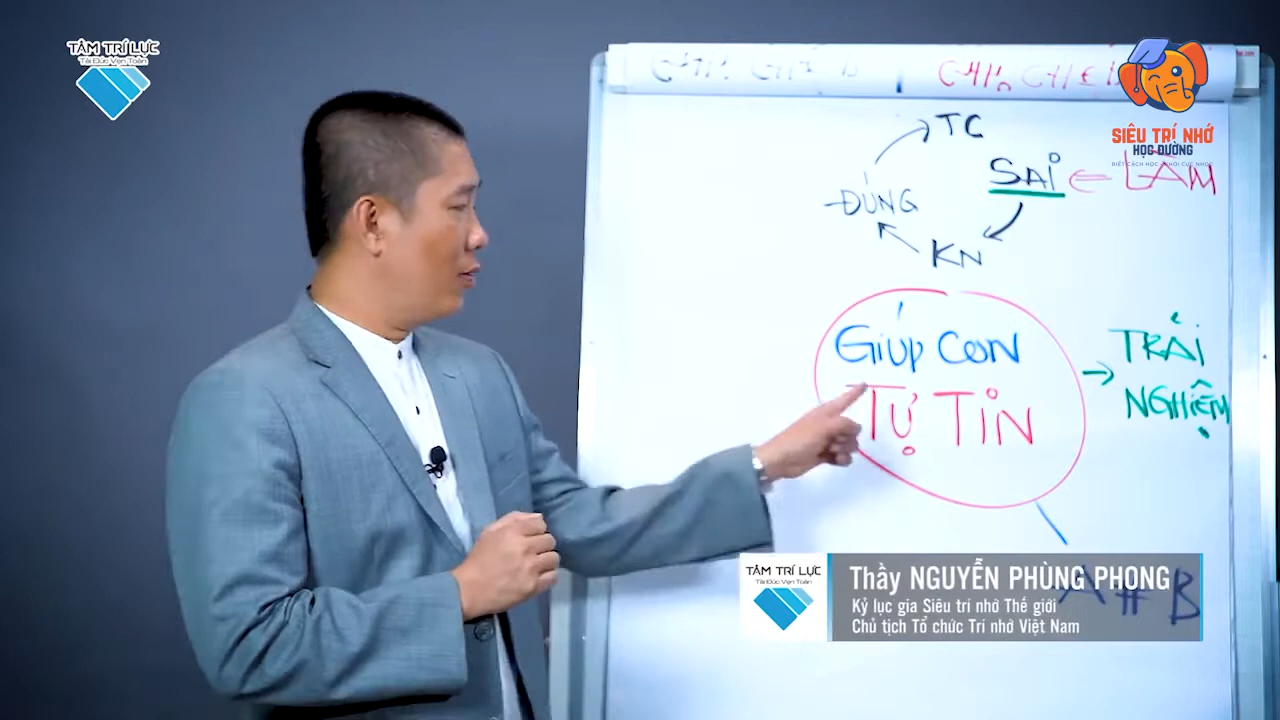 TÂM TRÍ LỰC
Tài Đức Vẹn Toàn
SIÊU TRÍ NHỚ
HỌC ĐƯỜNG
TC
SAI ∈ LẦM
ĐÚNG
KN
GIÚP CON
TỰ TIN
→ TRẢI
NGHIỆM
A # B
TÂM TRÍ LỰC
Tài Đức Vẹn Toàn
Thầy NGUYỄN PHÙNG PHONG
Kỷ lục gia Siêu trí nhớ Thế giới
Chủ tịch Tổ chức Trí nhớ Việt Nam